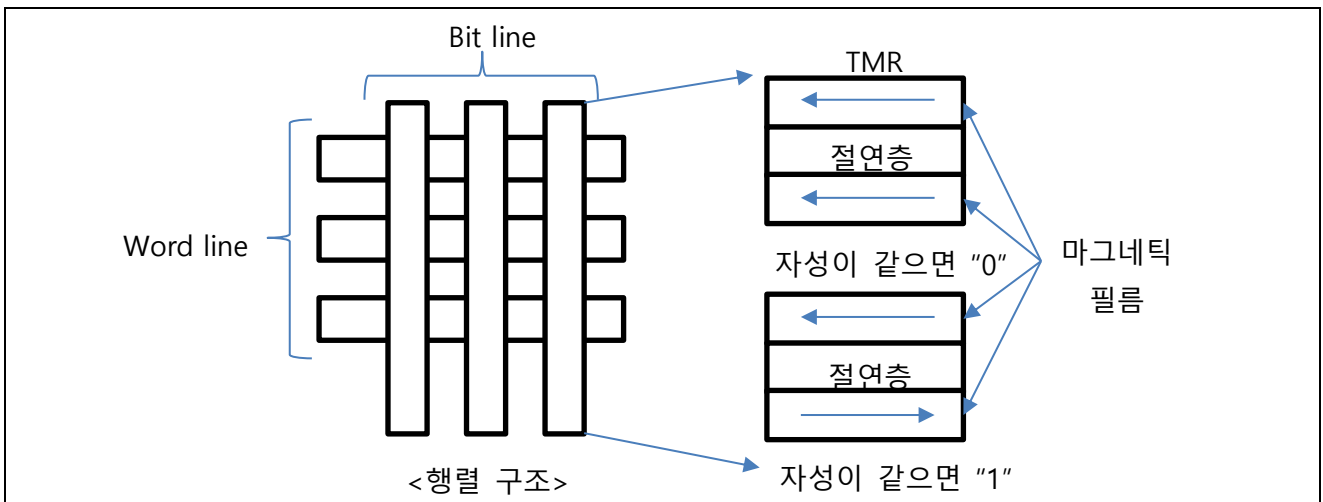 Bit line
TMR
절연층
Word line
자성이 같으면 "0"
마그네틱
필름
절연층
<행렬 구조>
자성이 같으면 "1"